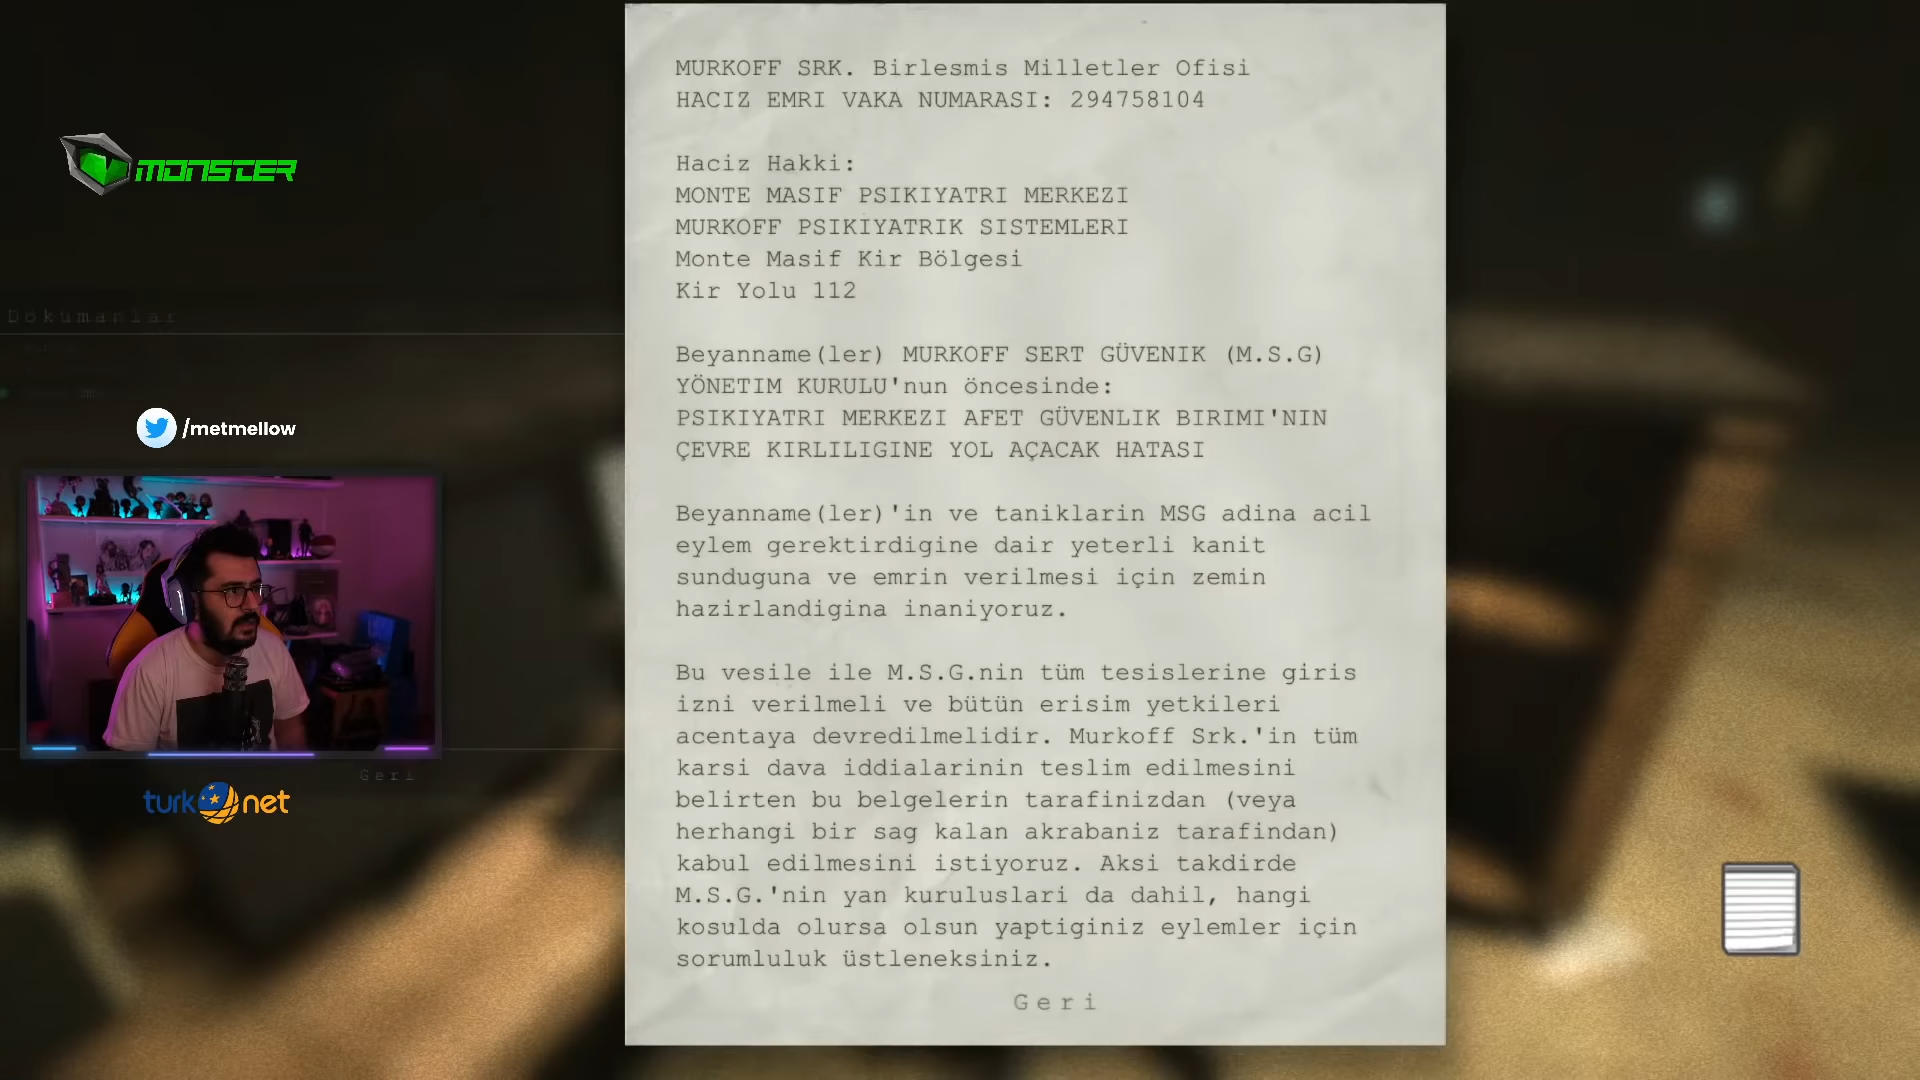 MURKOFF SRK. Birlesmis Milletler Ofisi
HACIZ EMRI VAKA NUMARASI: 294758104
Haciz Hakki:
MONTE MASIF PSIKIYATRI MERKEZI
MURKOFF PSIKIYATRIK SISTEMLERI
Monte Masif Kir Bölgesi
Kir Yolu 112
Beyanname(ler) MURKOFF SERT GÜVENIK (M.S.G)
YÖNETIM KURULU'nun öncesinde:
PSIKIYATRI MERKEZI AFET GÜVENLIK BIRIMI'NIN
ÇEVRE KIRLILIGINE YOL AÇACAK HATASI
Beyanname(ler)'in ve taniklarin MSG adina acil
eylem gerektirdigine dair yeterli kanit
sunduguna ve emrin verilmesi için zemin
hazirlandigina inaniyoruz.
Bu vesile ile M.S.G.nin tüm tesislerine giris
izni verilmeli ve bütün erisim yetkileri
acentaya devredilmelidir. Murkoff Srk.'in tüm
karsi dava iddialarinin teslim edilmesini
belirten bu belgelerin tarafinizdan (veya
herhangi bir sag kalan akrabaniz tarafindan)
kabul edilmesini istiyoruz. Aksi takdirde
M.S.G.'nin yan kuruluslari da dahil, hangi
kosulda olursa olsun yaptiginiz eylemler için
sorumluluk üstleneksiniz.
Geri
MONSTER
Dökümanlar
/metmellow
Geri
turknet